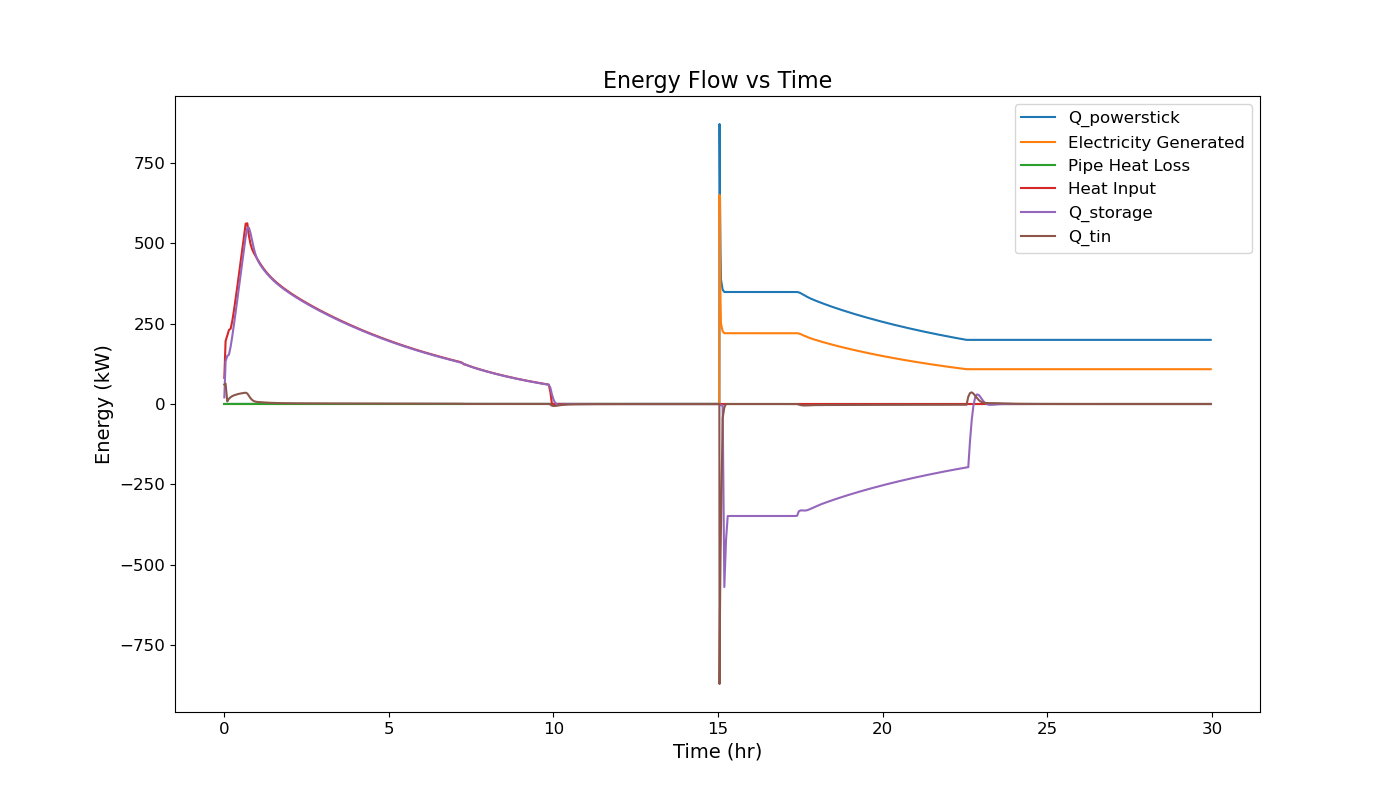 Energy Flow vs Time
Q_powerstick
Electricity Generated
Pipe Heat Loss
Heat Input
Q_storage
Q_tin
Energy (kW)
750
500
250
0
−250
−500
−750
0 5 10 15 20 25 30
Time (hr)